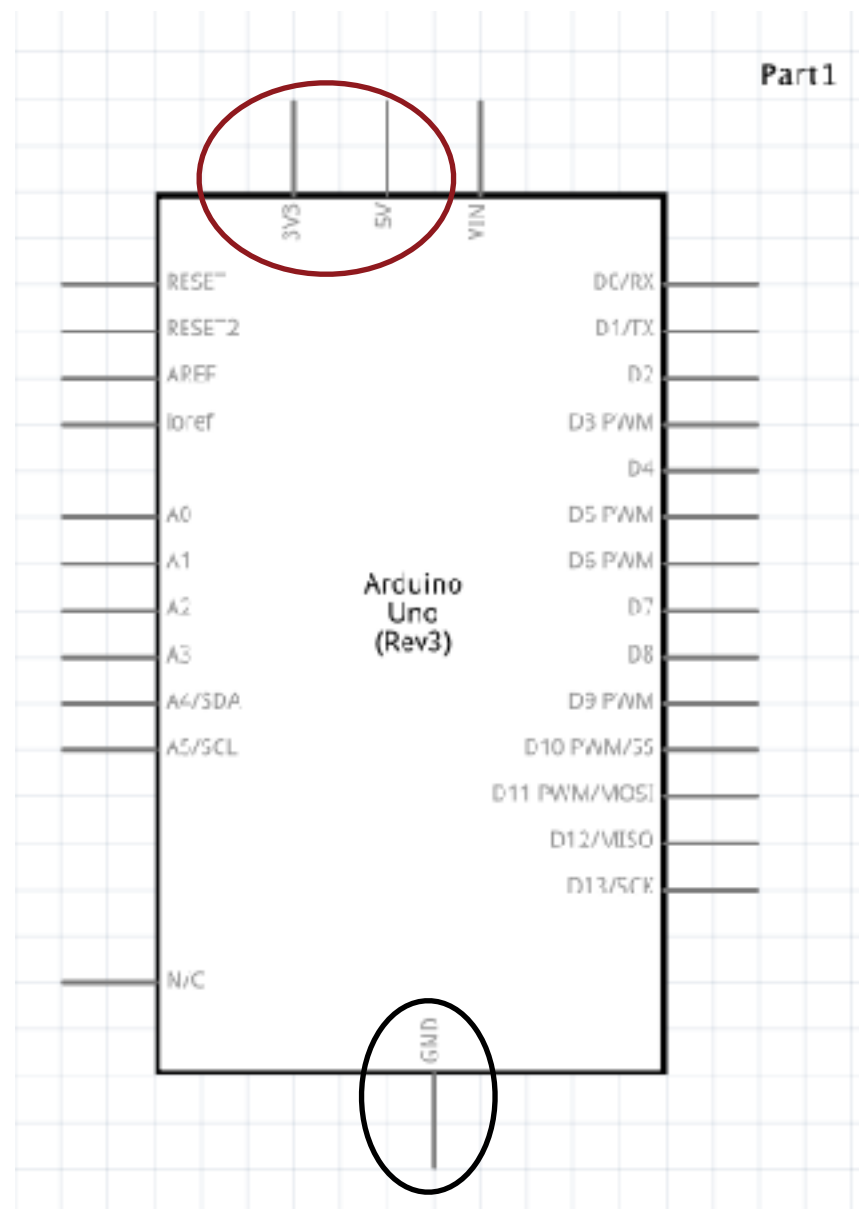 Part1
3V3
5V
VIN
RESET
RESET2
AREF
Ioref
A0
A1
A2
A3
A4/SDA
A5/SCL
N/C
Arduino
Uno
(Rev3)
D0/RX
D1/TX
D2
D3 PWM
D4
D5 PWM
D6 PWM
D7
D8
D9 PWM
D10 PWM/SS
D11 PWM/MOSI
D12/MISO
D13/SCK
GND